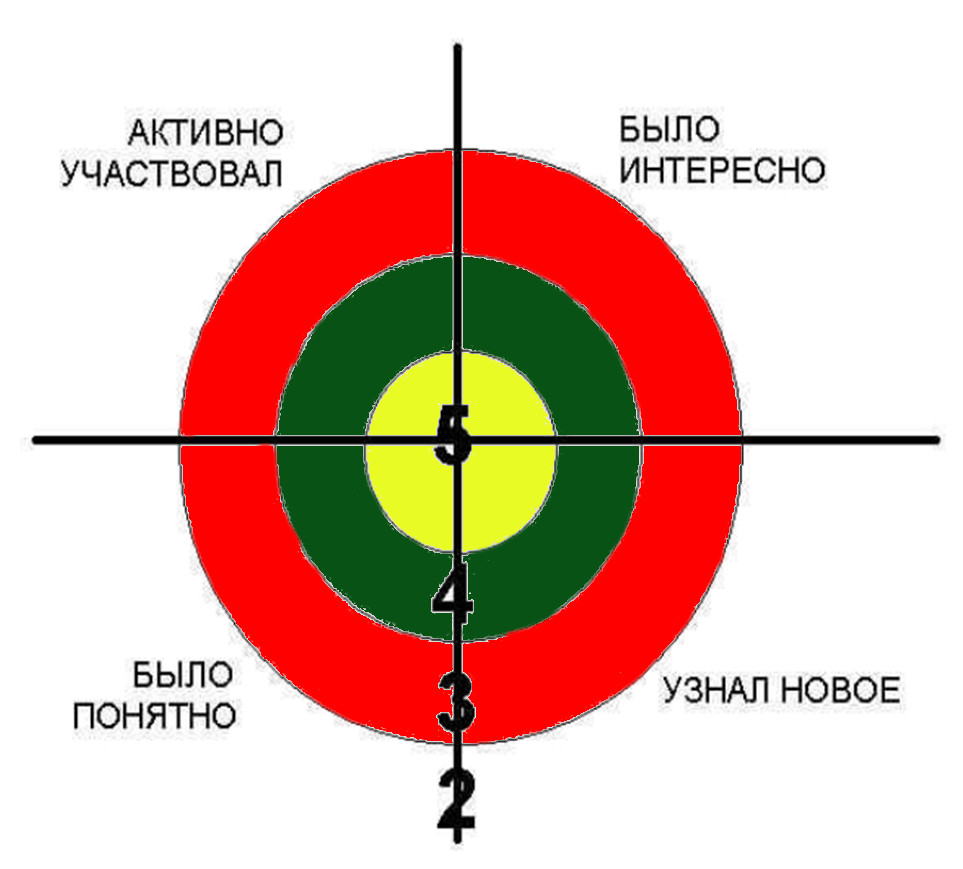 АКТИВНО
УЧАСТВОВАЛ
БЫЛО
ИНТЕРЕСНО
5
4
3
2
БЫЛО
ПОНЯТНО
УЗНАЛ НОВОЕ